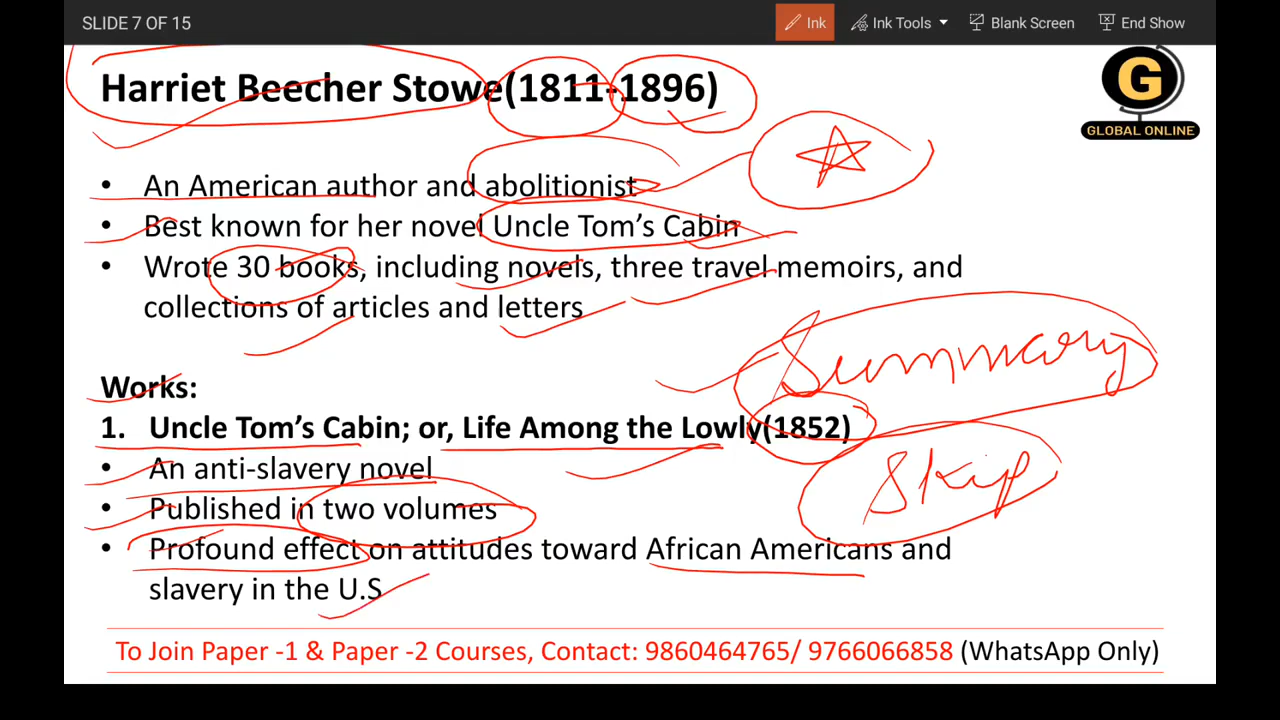 SLIDE 7 OF 15
Ink
Ink Tools
Blank Screen
End Show
Harriet Beecher Stowe(1811-1896)
G
GLOBAL ONLINE
• An American author and abolitionist
• Best known for her novel Uncle Tom’s Cabin
• Wrote 30 books, including novels, three travel memoirs, and
collections of articles and letters
Summary
Works:
1. Uncle Tom’s Cabin; or, Life Among the Lowly(1852)
• An anti-slavery novel
Skip
• Published in two volumes
• Profound effect on attitudes toward African Americans and
slavery in the U.S
To Join Paper -1 & Paper -2 Courses, Contact: 9860464765/ 9766066858 (WhatsApp Only)